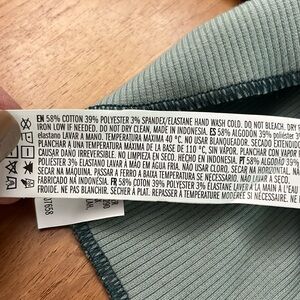 EN 58% COTTON 39% POLYESTER 3% SPANDEX/ELASTANE HAND WASH COLD. DO NOT BLEACH. DRY
IRON LOW IF NEEDED. DO NOT DRY CLEAN, MADE IN INDONESIA. ES 58% ALGODON 39% poliéster 3%
elastano LAVAR A MANO. TEMPERATURA MÁXIMA 40 °C. NO USAR BLANQUEADOR. SECADO EXTENDIDO
PLANCHAR A UNA TEMPERATURA MÁXIMA DE LA BASE DE 110 °C, SIN VAPOR. PLANCHAR CON VAPOR
CAUSAR DAÑO IRREVERSIBLE. NO LIMPIEZA EN SECO. HECHO EN INDONESIA. PT 58% ALGODÃO 39%
POLIÉSTER 3% ELASTANO LAVAR À MÃO EM ÁGUA FRIA, NÃO USAR CLORO, SECAR NA HORIZONTAL, NÃO
SECAR NA MÁQUINA, PASSAR A FERRO A BAIXA TEMPERATURA SE NECESSÁRIO, NÃO LAVAR A SECO.
FABRICADO NA INDONÉSIA. FR 58% COTON 39% POLYESTER 3% ELASTANE LAVER À LA MAIN À L'EAU
FROIDE. NE PAS BLANCHIR. SÉCHER À PLAT. REPASSER À TEMPÉRATURE MODÉRÉE SI NÉCESSAIRE. NE